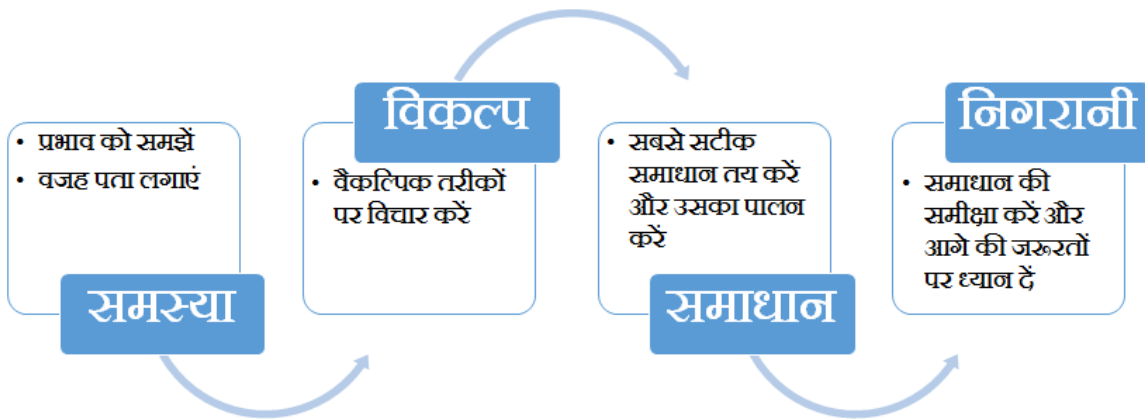 • प्रभाव को समझें
• वजह पता लगाएं
समस्या
विकल्प
• वैकल्पिक तरीकों
पर विचार करें
• सबसे सटीक
समाधान तय करें
और उसका पालन
करें
समाधान
निगरानी
• समाधान की
समीक्षा करें और
आगे की जरूरतों
पर ध्यान दें